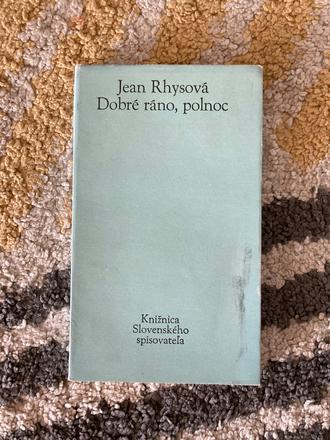 Jean Rhysová
Dobré ráno, polnoc
Knižnica
Slovenského
spisovateľa